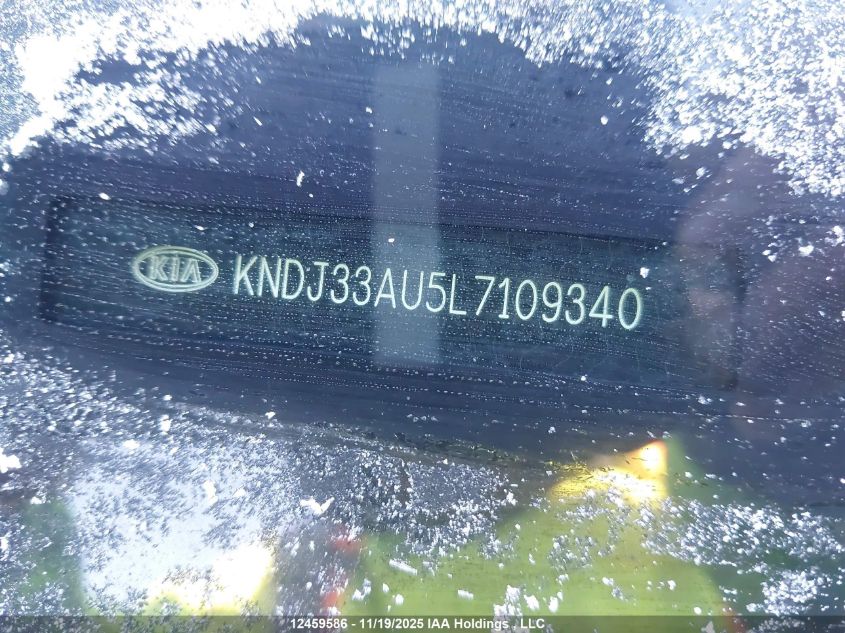 KIA KNDJ33AU5L7109340
12459586 - 11/19/2025 IAA Holdings , LLC